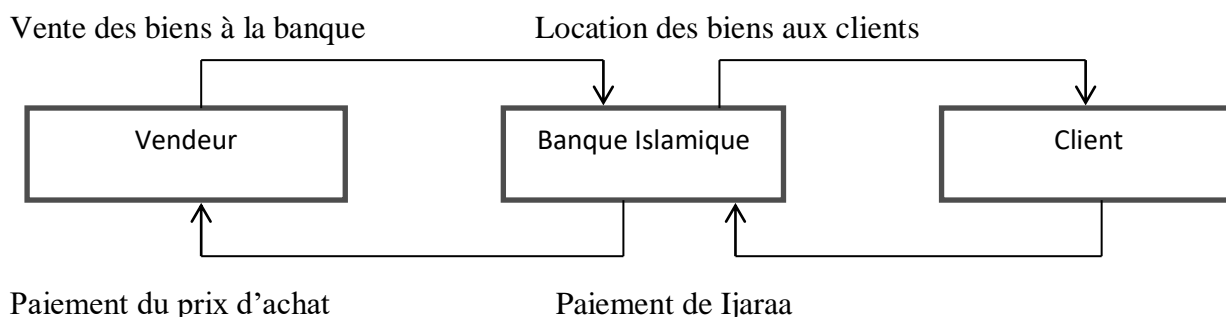 Vente des biens à la banque Location des biens aux clients
Vendeur Banque Islamique Client
Paiement du prix d’achat Paiement de Ijaraa